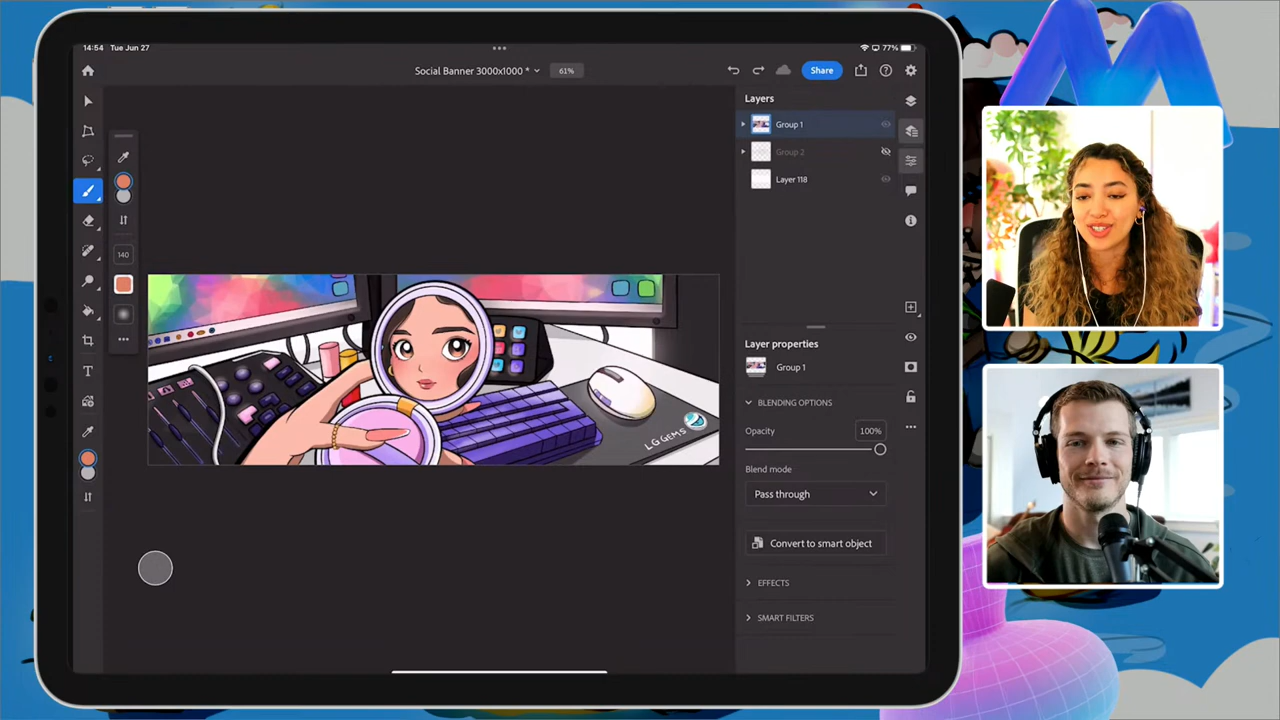 14:54 Tue Jun 27
77%
Social Banner 3000x1000 *
61%
Share
Layers
Group 1
Group 2
Layer 118
140
LG GEMS
Layer properties
Group 1
BLENDING OPTIONS
Opacity
100%
Blend mode
Pass through
Convert to smart object
EFFECTS
SMART FILTERS